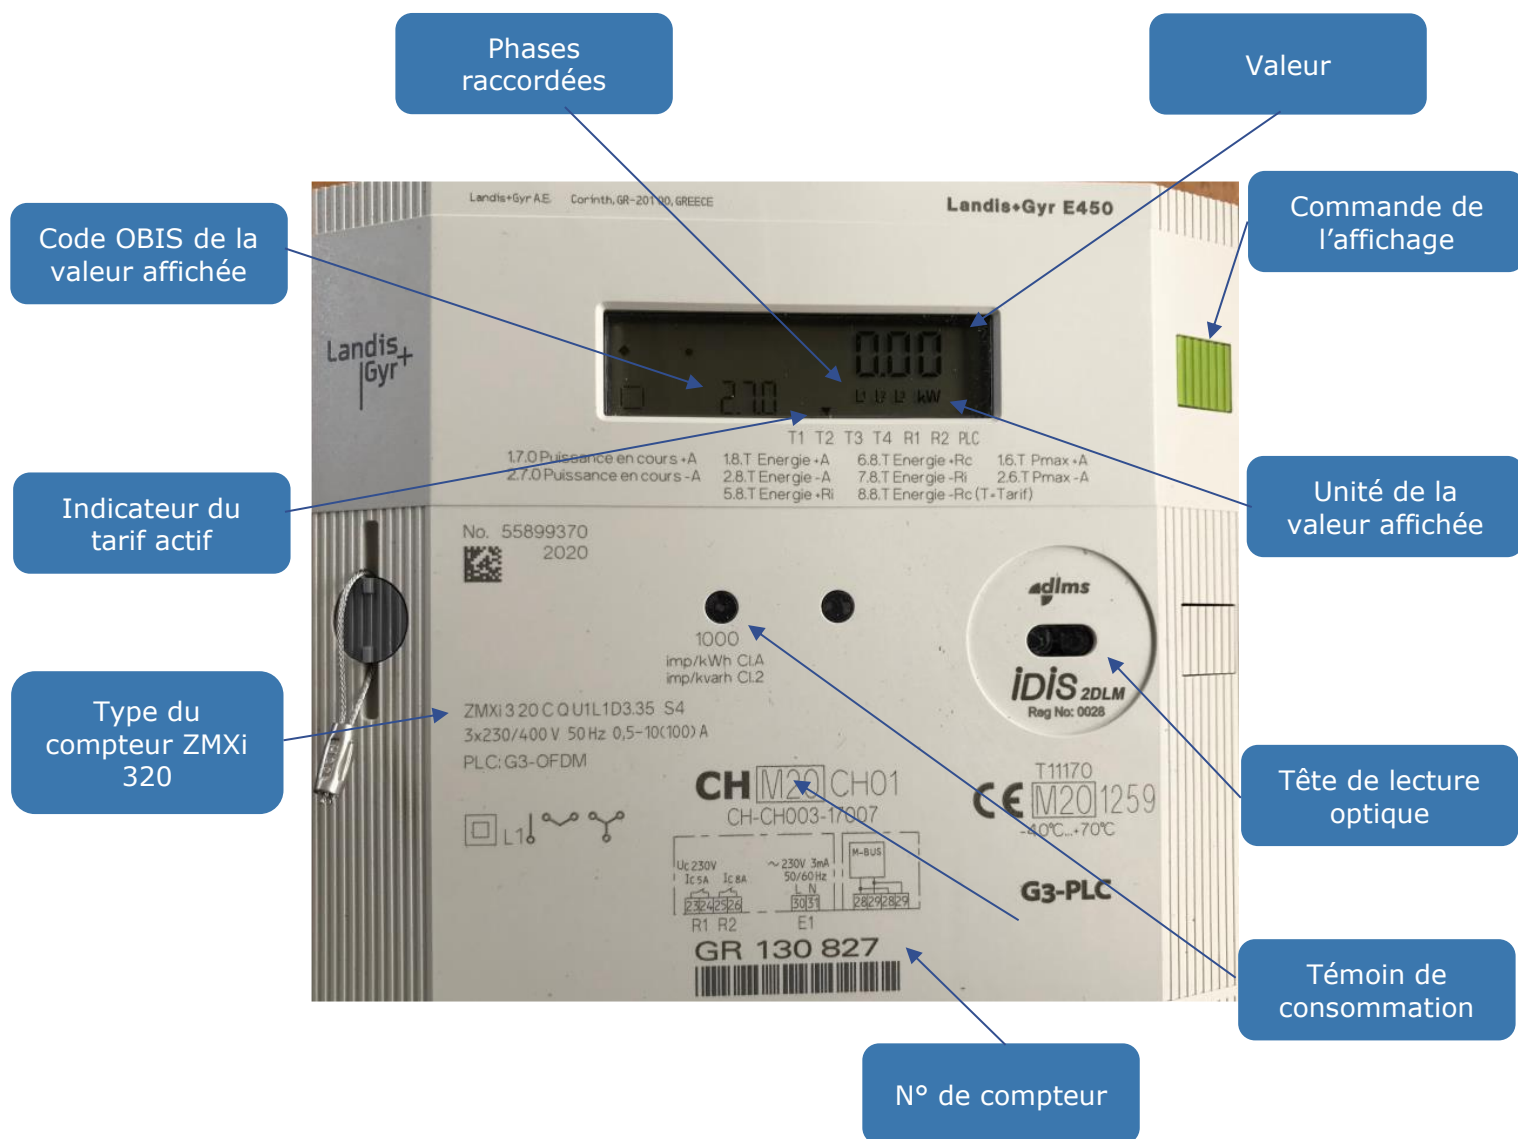 Phases
raccordées
Valeur
Landis+Gyr A.E. Corinth, GR-201 00, GREECE
Landis+Gyr E450
Commande de
l’affichage
Code OBIS de la
valeur affichée
Landis+
Gyr
0.00
2.7.0
L1 L2 L3 kW
T1 T2 T3 T4 R1 R2 PLC
1.7.0 Puissance en cours +A 1.8.T Energie +A 6.8.T Energie +Rc 1.6.T Pmax +A
2.7.0 Puissance en cours -A 2.8.T Energie -A 7.8.T Energie -Ri 2.6.T Pmax -A
5.8.T Energie +Ri 8.8.T Energie -Rc (T=Tarif)
Indicateur du
tarif actif
Unité de la
valeur affichée
No. 55899370
2020
dlms
1000
imp/kWh Cl.A
imp/kvarh Cl.2
iDiS 2DLM
Reg No: 0028
Type du
compteur ZMXi
320
ZMXi 3 20 C Q U1L1D3.35 S4
3x230/400 V 50 Hz 0,5-10(100) A
PLC: G3-OFDM
CH M20 CH01
CH-CH003-17007
T11170
CE M20 1259
-40°C...+70°C
Tête de lecture
optique
L1
Uc 230V
Ic 5A Ic 8A
~ 230V 3mA
50/60 Hz
L N
M-BUS
23 24 25 26 30 31 28 29 28 29
R1 R2 E1
G3-PLC
GR 130 827
Témoin de
consommation
N° de compteur